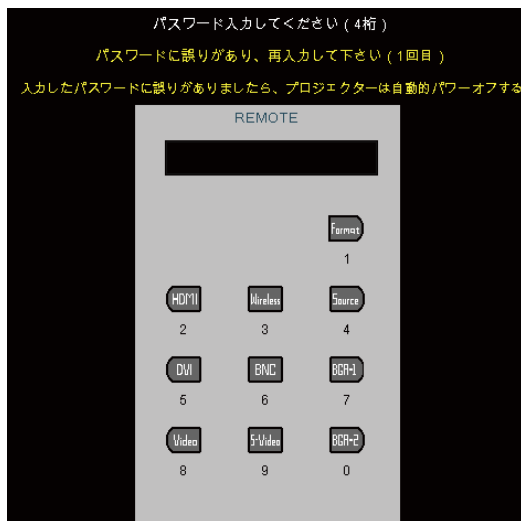 パスワード入力してください(4桁)
パスワードに誤りがあり、再入力して下さい(1回目)
入力したパスワードに誤りがありましたら、プロジェクターは自動的パワーオフする
REMOTE
Format
1
HDMI Wireless Source
2 3 4
DVI BNC BGA-1
5 6 7
Video S-Video BGA-2
8 9 0